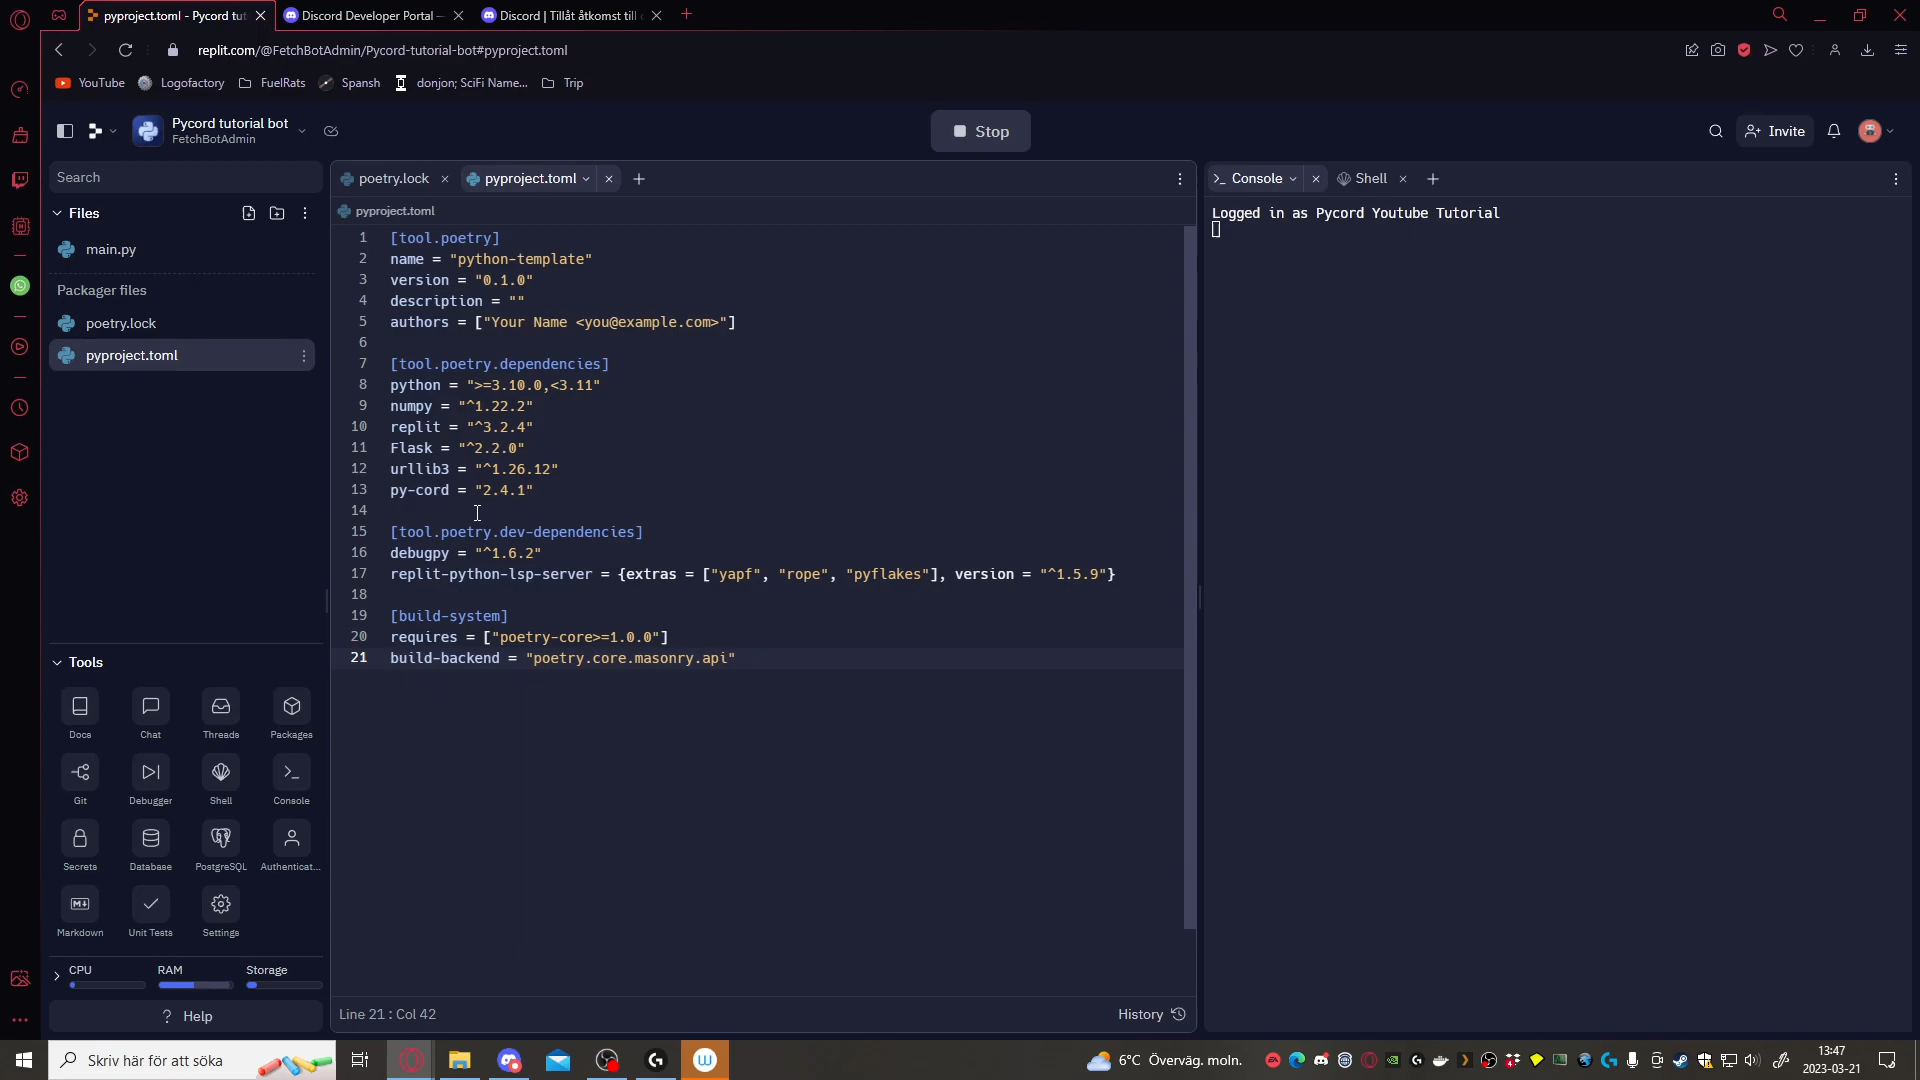 pyproject.toml - Pycord tut
Discord Developer Portal —
Discord | Tillåt åtkomst till
replit.com/@FetchBotAdmin/Pycord-tutorial-bot#pyproject.toml
YouTube Logofactory FuelRats Spansh donjon; SciFi Name... Trip
Pycord tutorial bot
FetchBotAdmin
Stop
Invite
Search
Files
main.py
Packager files
poetry.lock
pyproject.toml
Tools
Docs Chat Threads Packages
Git Debugger Shell Console
Secrets Database PostgreSQL Authenticat...
Markdown Unit Tests Settings
CPU RAM Storage
? Help
poetry.lock pyproject.toml
pyproject.toml
1 [tool.poetry]
2 name = "python-template"
3 version = "0.1.0"
4 description = ""
5 authors = ["Your Name <you@example.com>"]
6
7 [tool.poetry.dependencies]
8 python = ">=3.10.0,<3.11"
9 numpy = "^1.22.2"
10 replit = "^3.2.4"
11 Flask = "^2.2.0"
12 urllib3 = "^1.26.12"
13 py-cord = "2.4.1"
14
15 [tool.poetry.dev-dependencies]
16 debugpy = "^1.6.2"
17 replit-python-lsp-server = {extras = ["yapf", "rope", "pyflakes"], version = "^1.5.9"}
18
19 [build-system]
20 requires = ["poetry-core>=1.0.0"]
21 build-backend = "poetry.core.masonry.api"
Line 21 : Col 42
History
Console Shell
Logged in as Pycord Youtube Tutorial
Skriv här för att söka
6°C Överväg. moln.
13:47
2023-03-21